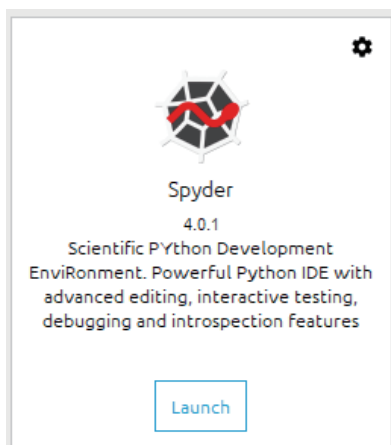 Spyder
4.0.1
Scientific PYthon Development
EnviRonment. Powerful Python IDE with
advanced editing, interactive testing,
debugging and introspection features
Launch